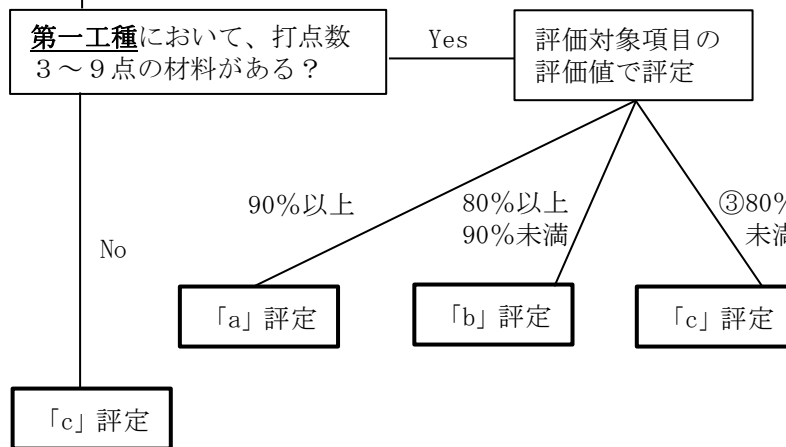 第一工種において、打点数
３～９点の材料がある？
Yes
評価対象項目の
評価値で評定
90％以上
80％以上
90％未満
③80％
未満
No
「a」評定
「b」評定
「c」評定
「c」評定